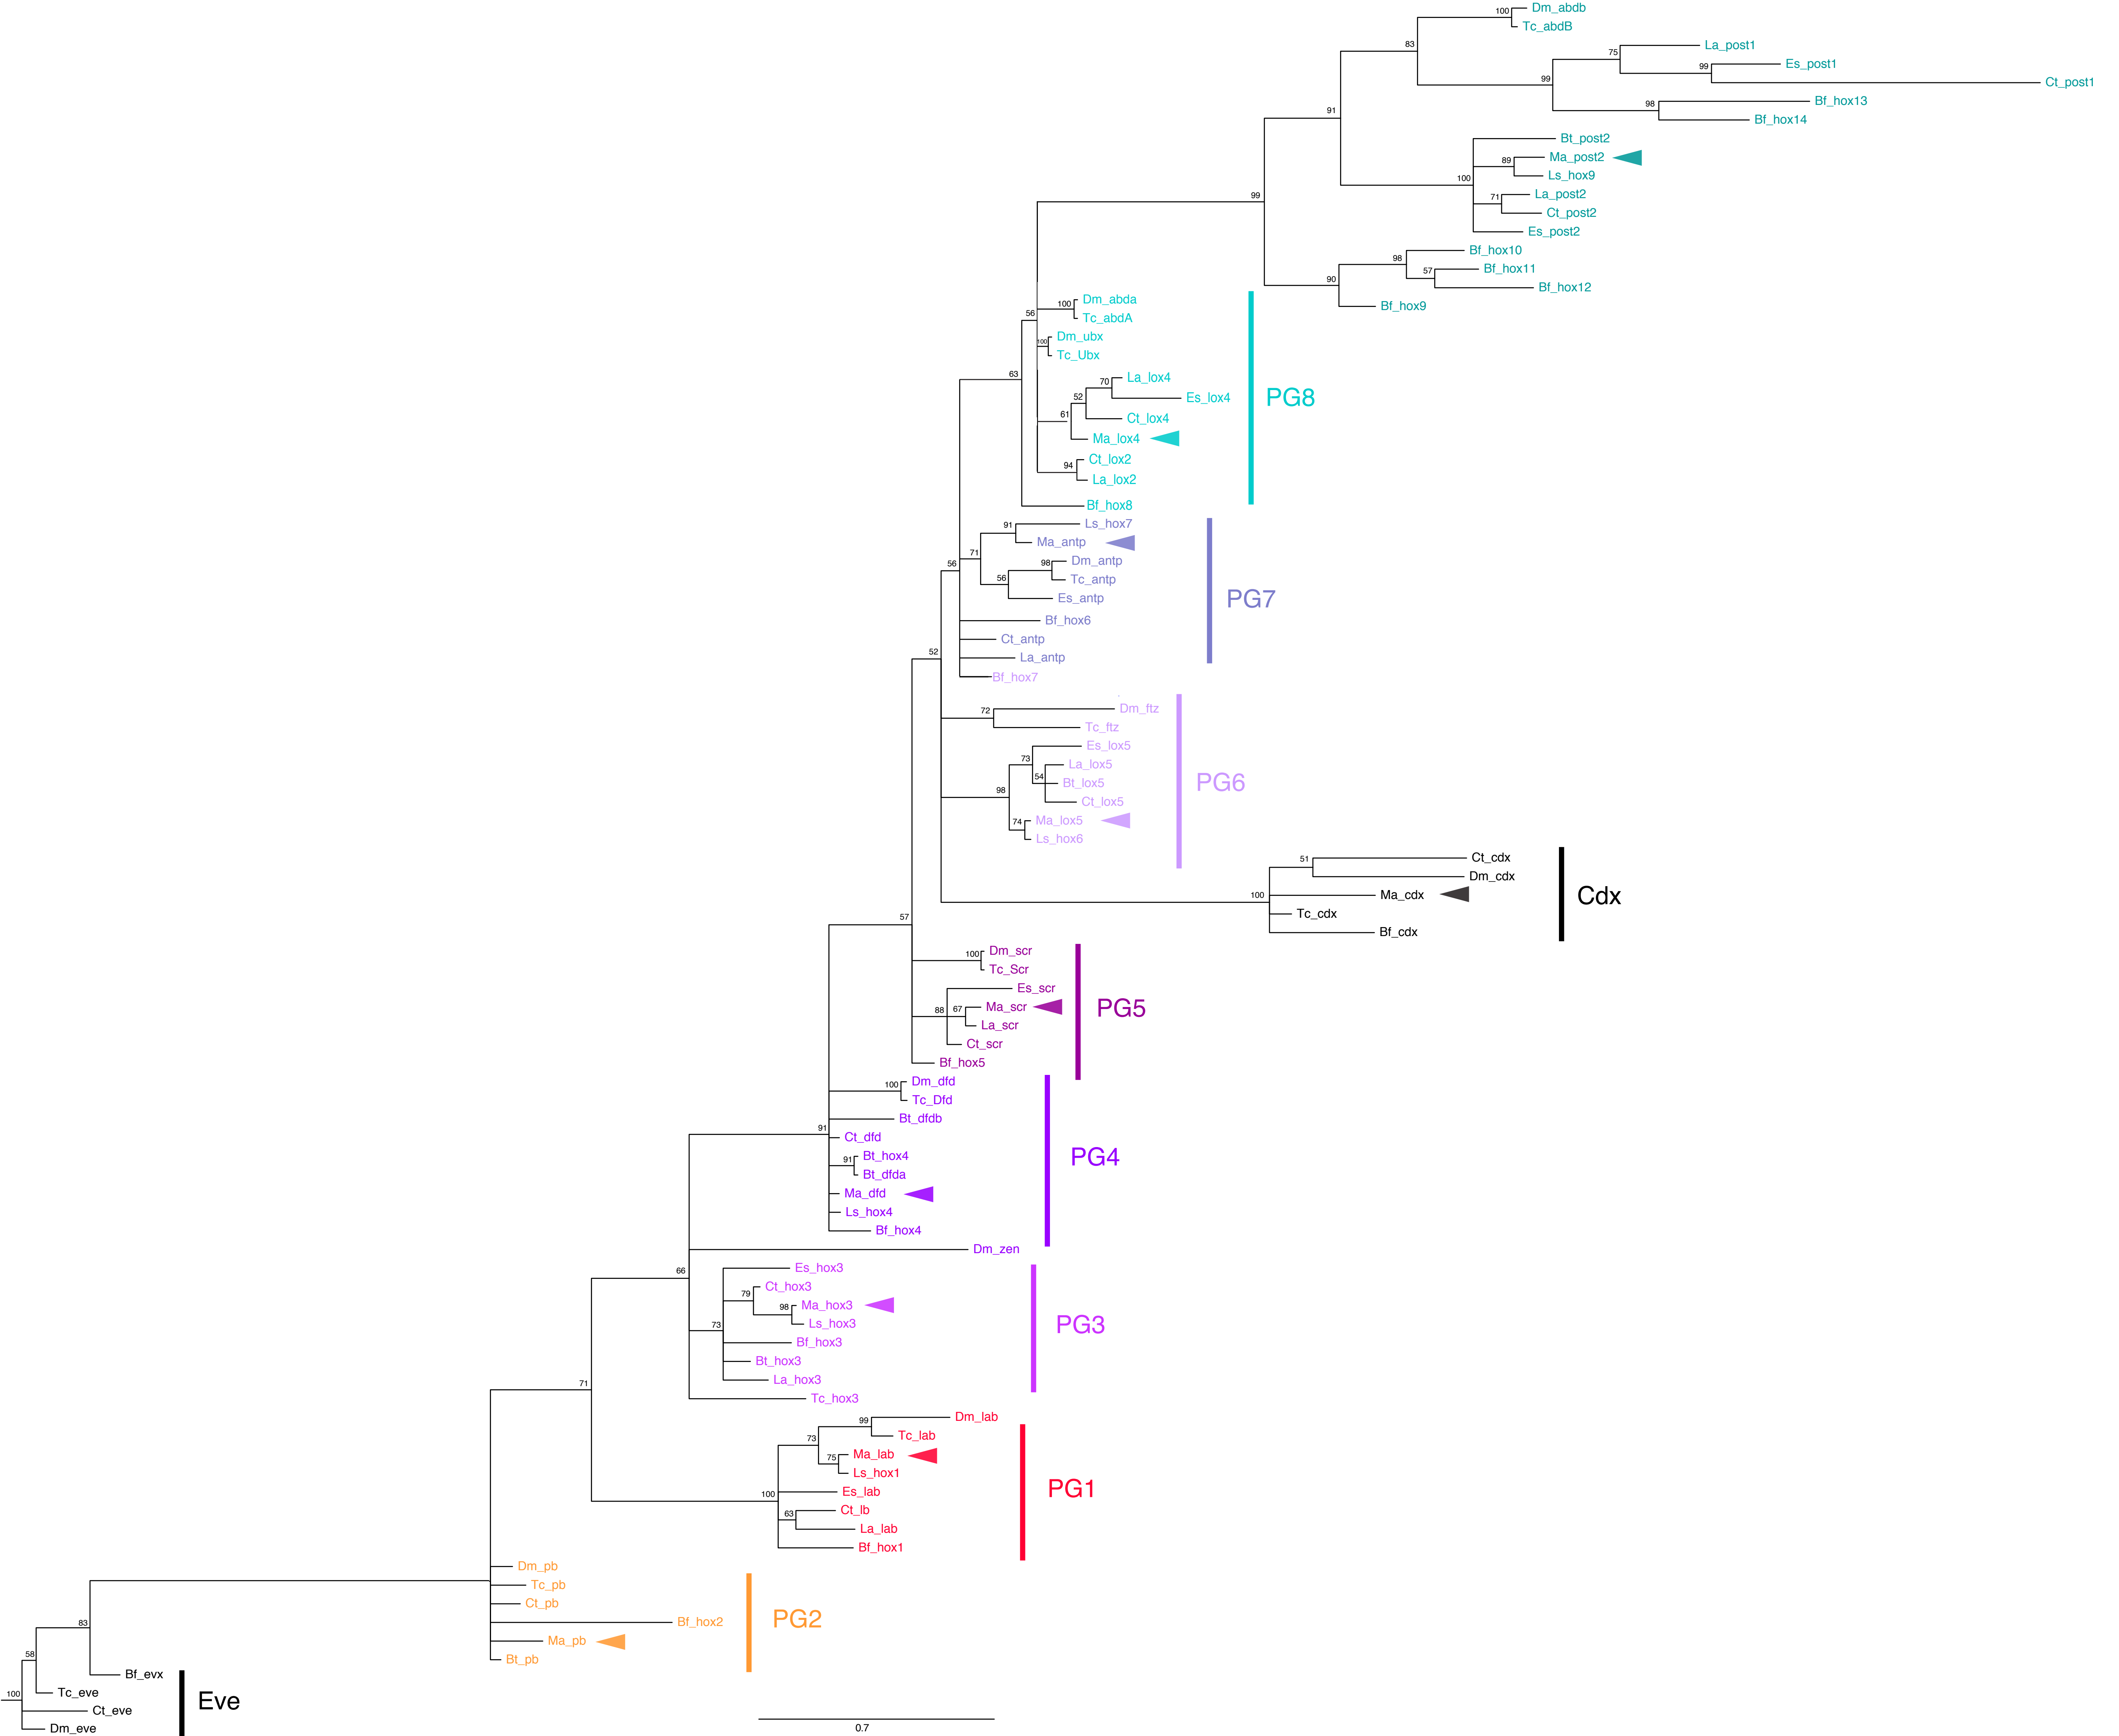 Dm_abdb
100
Tc_abdB
83
La_post1
75
Es_post1
99
Ct_post1
99
Bf_hox13
98
Bf_hox14
91
Bt_post2
Ma_post2
89
Ls_hox9
100
La_post2
71
Ct_post2
Es_post2
99
Bf_hox10
98
Bf_hox11
57
Bf_hox12
90
Bf_hox9
Dm_abda
100
Tc_abdA
56
Dm_ubx
100
Tc_Ubx
63
La_lox4
70
Es_lox4
52
Ct_lox4
61
Ma_lox4
Ct_lox2
94
La_lox2
Bf_hox8
PG8
Ls_hox7
91
Ma_antp
71
Dm_antp
98
Tc_antp
56
Es_antp
56
Bf_hox6
Ct_antp
La_antp
Bf_hox7
PG7
52
Dm_ftz
72
Tc_ftz
Es_lox5
73
La_lox5
54
Bt_lox5
Ct_lox5
98
Ma_lox5
74
Ls_hox6
PG6
Ct_cdx
51
Dm_cdx
100
Ma_cdx
Tc_cdx
Bf_cdx
Cdx
57
Dm_scr
100
Tc_Scr
Es_scr
88
67
Ma_scr
La_scr
Ct_scr
Bf_hox5
PG5
Dm_dfd
100
Tc_Dfd
Bt_dfdb
91
Ct_dfd
Bt_hox4
91
Bt_dfda
Ma_dfd
Ls_hox4
Bf_hox4
PG4
Dm_zen
66
Es_hox3
Ct_hox3
79
Ma_hox3
98
Ls_hox3
73
Bf_hox3
Bt_hox3
La_hox3
Tc_hox3
PG3
71
Dm_lab
99
Tc_lab
73
Ma_lab
75
Ls_hox1
100
Es_lab
Ct_lb
63
La_lab
Bf_hox1
PG1
Dm_pb
Tc_pb
Ct_pb
Bf_hox2
Ma_pb
Bt_pb
PG2
83
58
Bf_evx
100
Tc_eve
Ct_eve
Dm_eve
Eve
0.7